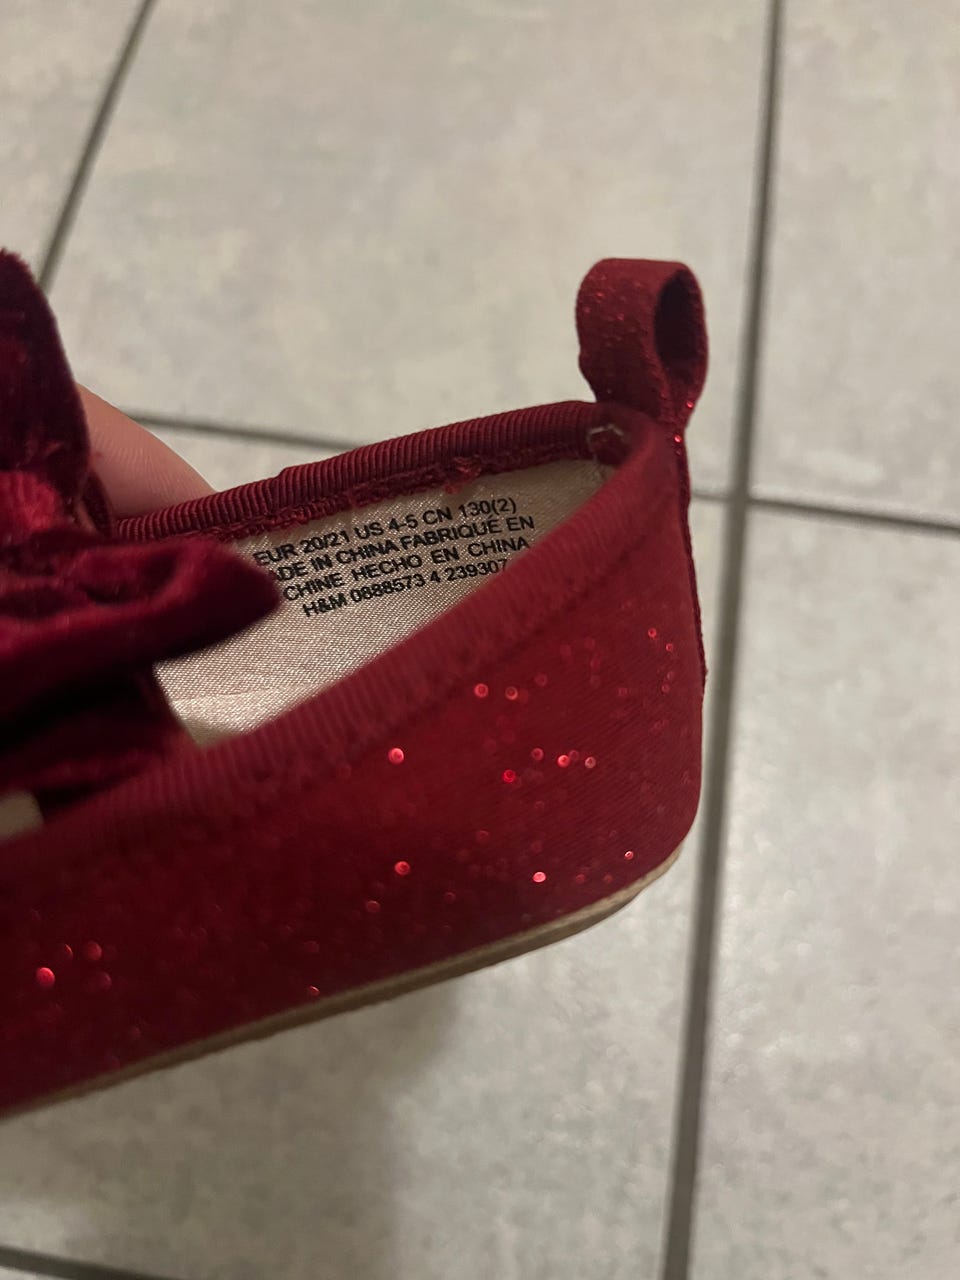 EUR 20/21 US 4-5 CN 130(2)
ADE IN CHINA FABRIQUÉ EN
CHINE HECHO EN CHINA
H&M 0888573 4 239307